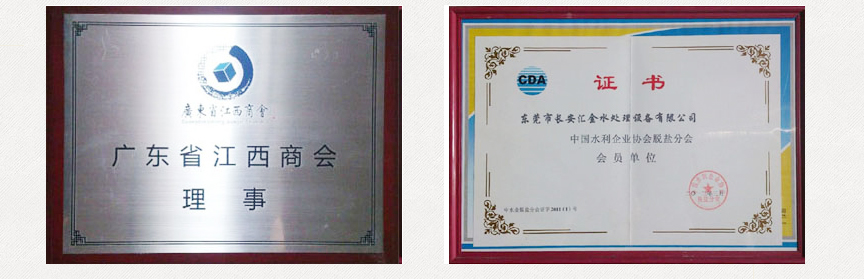 廣東省江西商會
广东省江西商会
理 事
CDA
证 书
东莞市长安汇金水处理设备有限公司
中国水利企业协会脱盐分会
会员单位